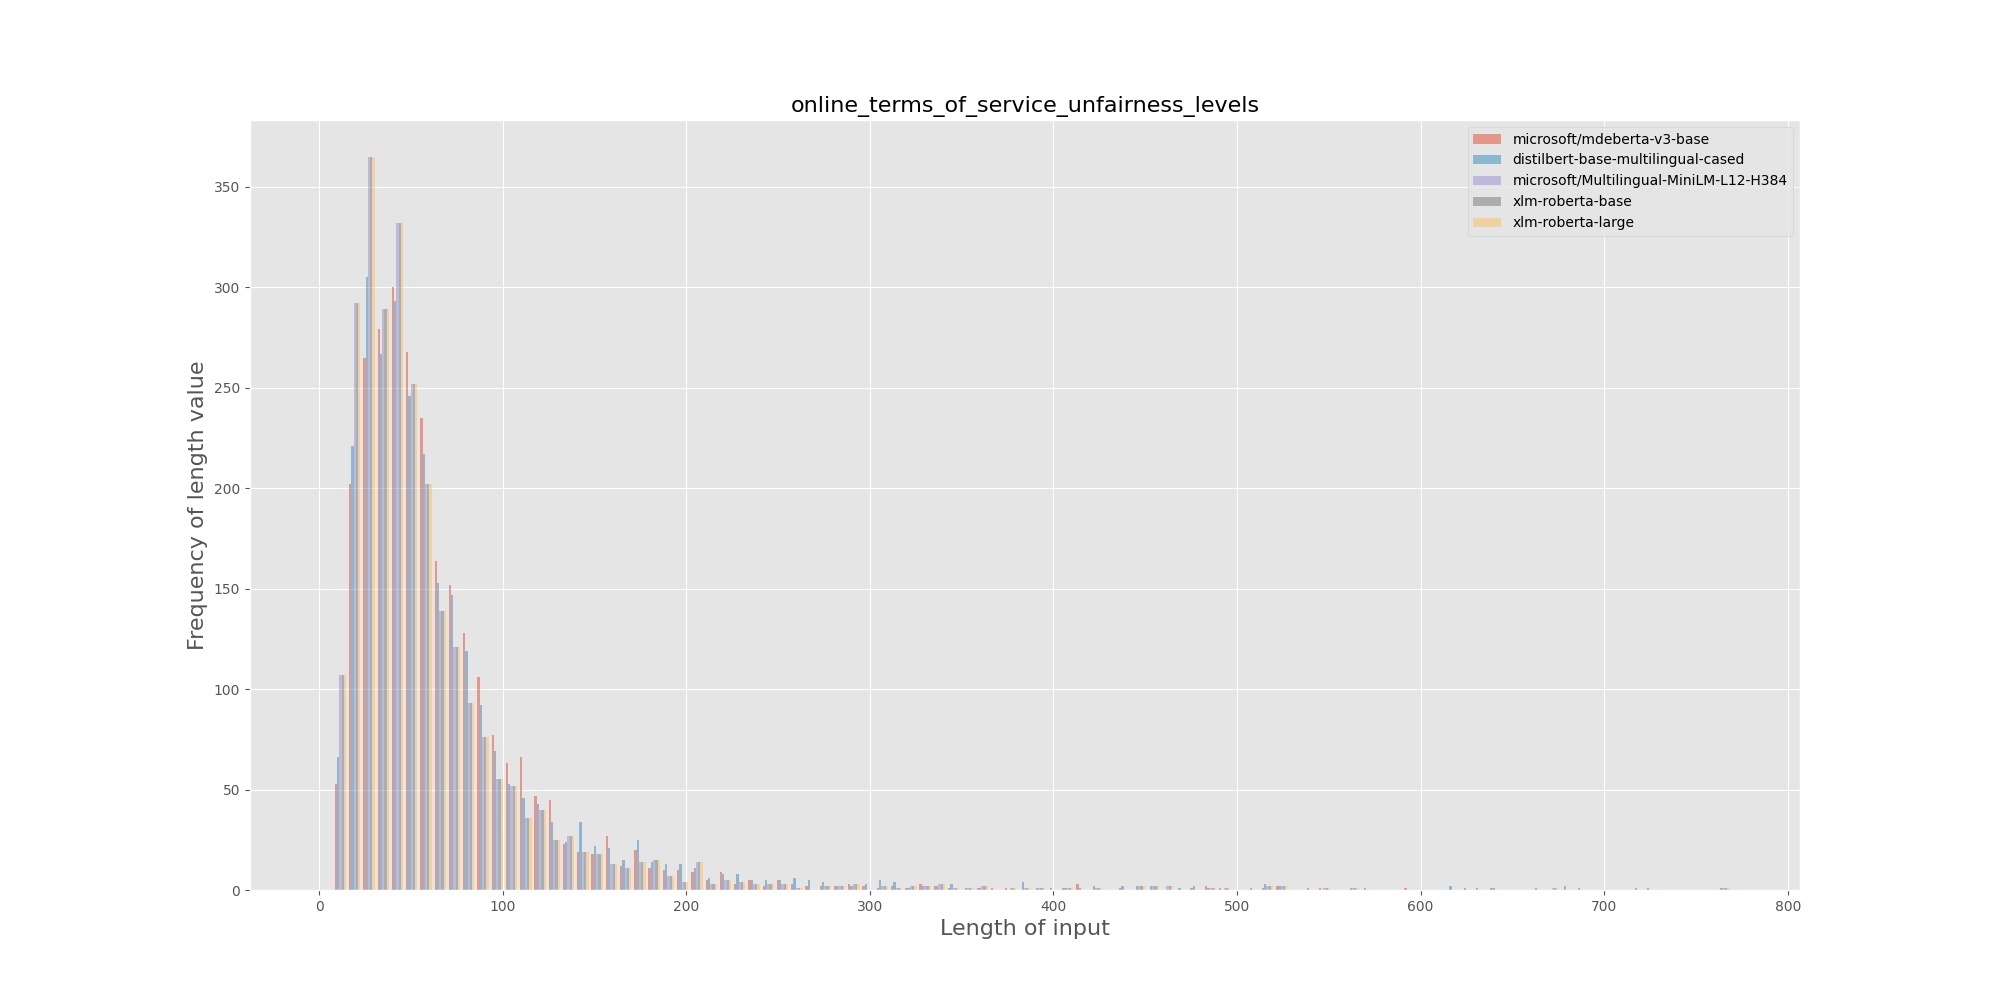 online_terms_of_service_unfairness_levels
microsoft/mdeberta-v3-base
distilbert-base-multilingual-cased
microsoft/Multilingual-MiniLM-L12-H384
xlm-roberta-base
xlm-roberta-large
Frequency of length value
350
300
250
200
150
100
50
0
0 100 200 300 400 500 600 700 800
Length of input